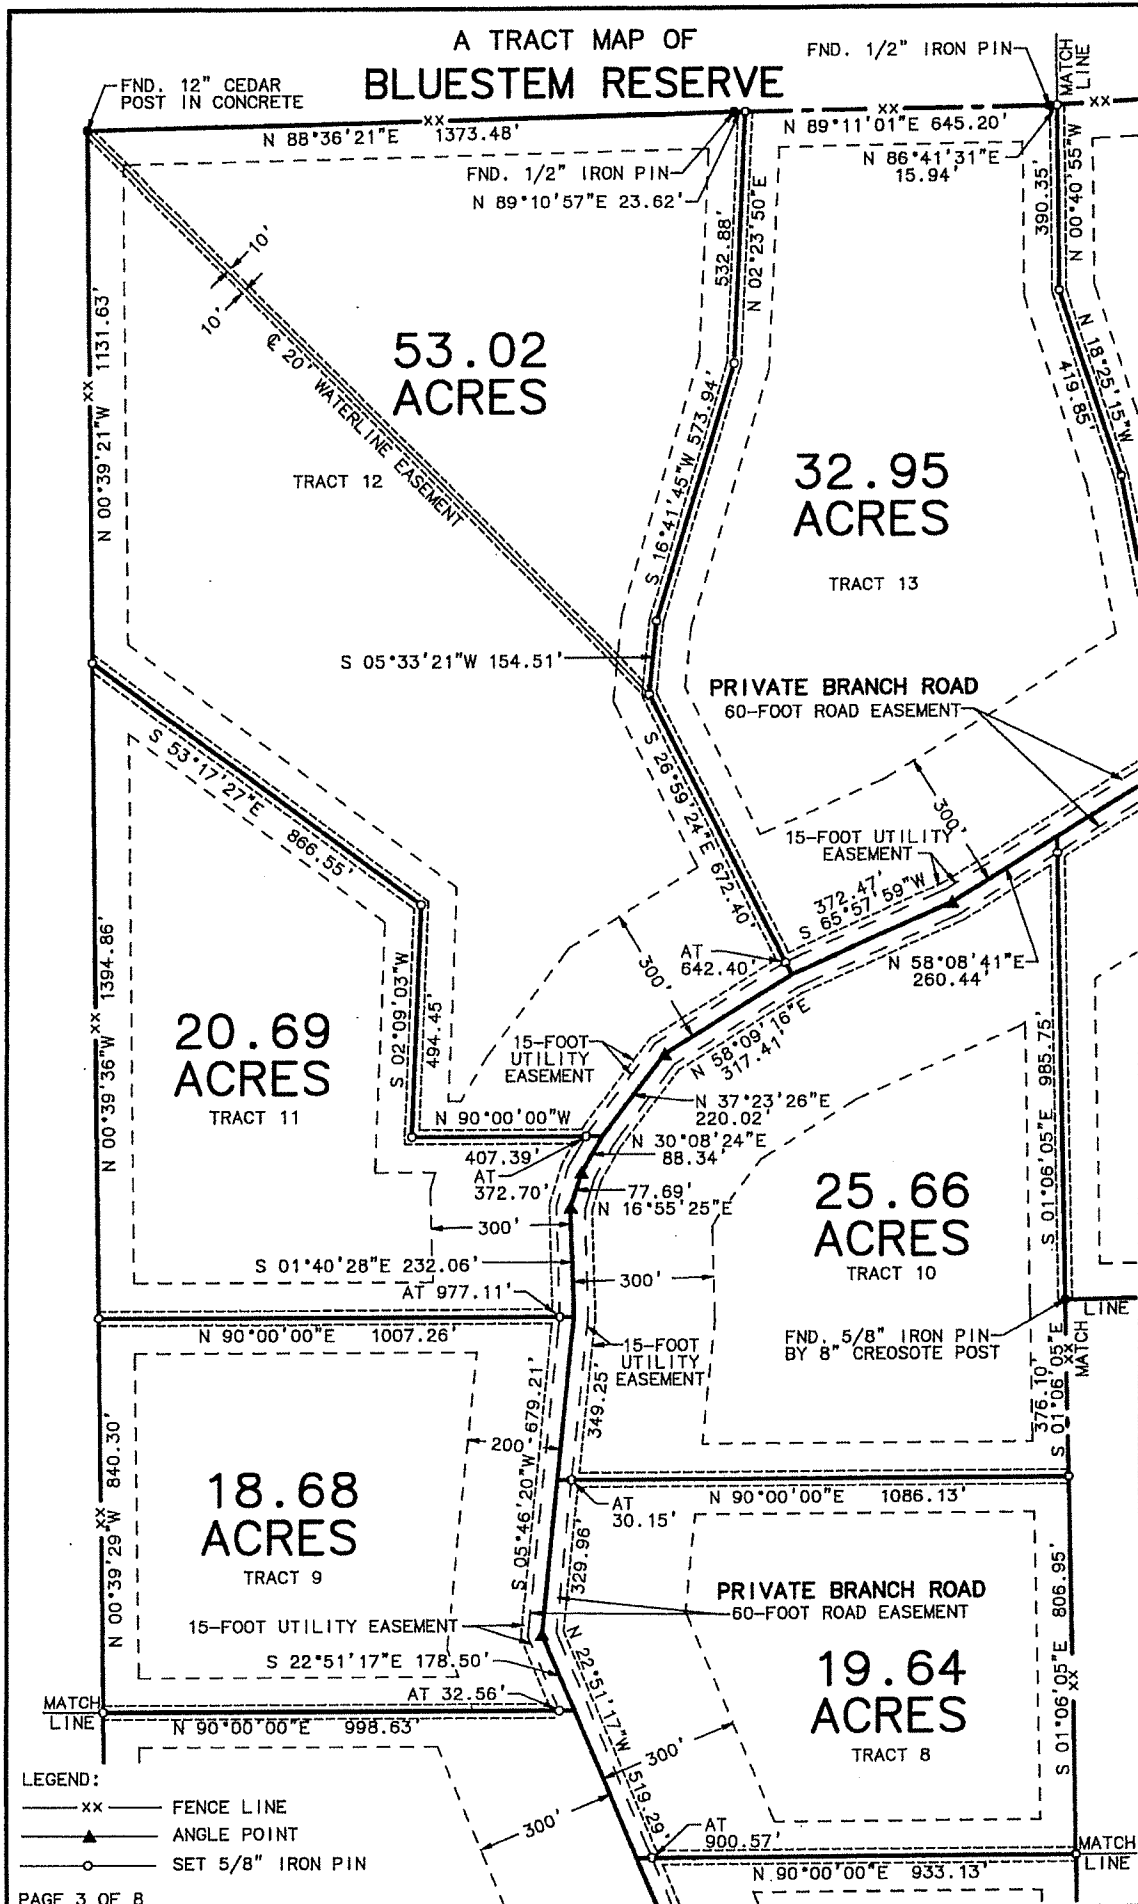 A TRACT MAP OF
BLUESTEM RESERVE
FND. 12" CEDAR
POST IN CONCRETE
FND. 1/2" IRON PIN
MATCH
LINE
XX
N 88°36'21"E 1373.48'
XX
N 89°11'01"E 645.20'
XX
FND. 1/2" IRON PIN
N 89°10'57"E 23.62'
N 86°41'31"E
15.94'
390.35'
N 00°40'55"W
532.88'
N 02°23'50"E
10'
10'
℄ 20' WATERLINE EASEMENT
N 00°39'21"W XX 1131.63'
53.02
ACRES
TRACT 12
N 18°25'15"W
419.85'
S 16°41'45"W 573.94'
32.95
ACRES
TRACT 13
S 05°33'21"W 154.51'
PRIVATE BRANCH ROAD
60-FOOT ROAD EASEMENT
S 53°17'27"E 866.55'
S 26°59'24"E 672.40'
300'
15-FOOT UTILITY
EASEMENT
372.47'
S 65°57'59"W
AT
642.40'
N 58°08'41"E
260.44'
300'
N 00°39'36"W XX 1394.86'
S 02°09'03"W
494.45'
20.69
ACRES
TRACT 11
15-FOOT
UTILITY
EASEMENT
N 58°09'16"E
317.41'
S 01°06'05"E 985.75'
N 37°23'26"E
220.02'
N 90°00'00"W
407.39'
N 30°08'24"E
88.34'
AT
372.70'
77.69'
N 16°55'25"E
25.66
ACRES
TRACT 10
300'
S 01°40'28"E 232.06'
300'
AT 977.11'
N 90°00'00"E 1007.26'
FND. 5/8" IRON PIN
BY 8" CREOSOTE POST
LINE
MATCH
XX
376.10'
S 01°06'05"E
15-FOOT
UTILITY
EASEMENT
S 05°46'20"W 679.21'
349.25'
200'
N 00°39'29"W XX 840.30'
18.68
ACRES
TRACT 9
N 90°00'00"E 1086.13'
AT
30.15'
329.96'
PRIVATE BRANCH ROAD
60-FOOT ROAD EASEMENT
15-FOOT UTILITY EASEMENT
S 22°51'17"E 178.50'
S 01°06'05"E XX 806.95'
19.64
ACRES
TRACT 8
AT 32.56'
MATCH
LINE
N 90°00'00"E 998.63'
N 22°51'17"W 519.29'
300'
300'
AT
900.57'
N 90°00'00"E 933.13'
MATCH
LINE
LEGEND:
XX FENCE LINE
ANGLE POINT
SET 5/8" IRON PIN
PAGE 3 OF 8